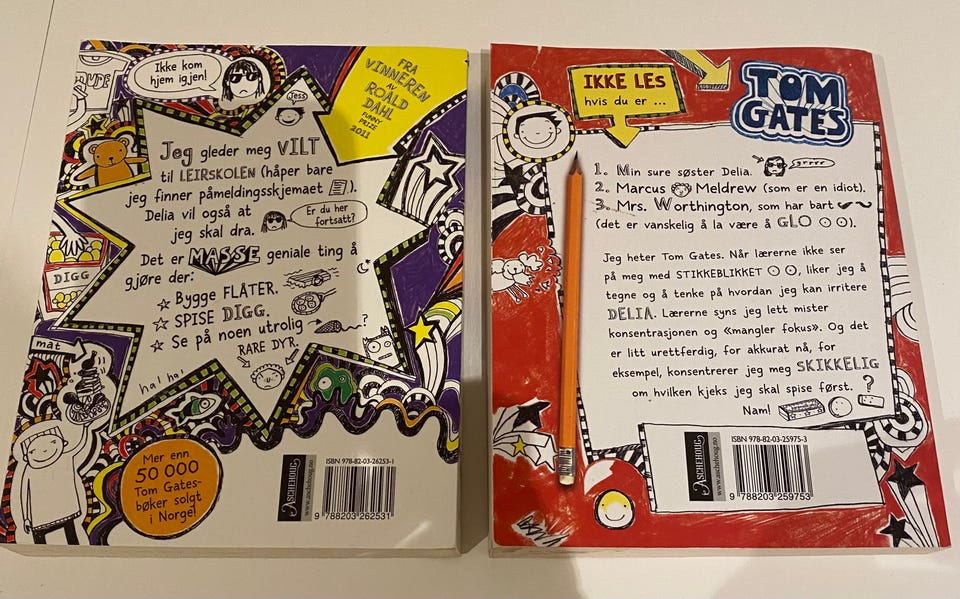 Ikke kom
hjem igjen!
Jess
FRA
VINNEREN
AV
ROALD
DAHL
FUNNY
PRIZE
2011
Jeg gleder meg VILT
til LEIRSKOLEN (håper bare
jeg finner påmeldingsskjemaet ).
Delia vil også at
jeg skal dra.
Er du her
fortsatt?
Det er MASSE geniale ting å
gjøre der:
Bygge FLÅTER.
SPISE DIGG.
Se på noen utrolig ?
RARE DYR.
DIGG
mat
ha! ha!
Mer enn
50 000
Tom Gates-
bøker solgt
i Norge!
ASCHEHOUG
www.aschehoug.no
ISBN 978-82-03-26253-1
9 788203 262531
IKKE LES
hvis du er ...
TOM
GATES
1. Min sure søster Delia. grrrr
2. Marcus Meldrew (som er en idiot).
3. Mrs. Worthington, som har bart
(det er vanskelig å la være å GLO ).
Jeg heter Tom Gates. Når lærerne ikke ser
på meg med STIKKEBLIKKET , liker jeg å
tegne og å tenke på hvordan jeg kan irritere
DELIA. Lærerne syns jeg lett mister
konsentrasjonen og «mangler fokus». Og det
er litt urettferdig, for akkurat nå, for
eksempel, konsentrerer jeg meg SKIKKELIG
om hvilken kjeks jeg skal spise først. ?
Nam!
ASCHEHOUG
www.aschehoug.no
ISBN 978-82-03-25975-3
9 788203 259753